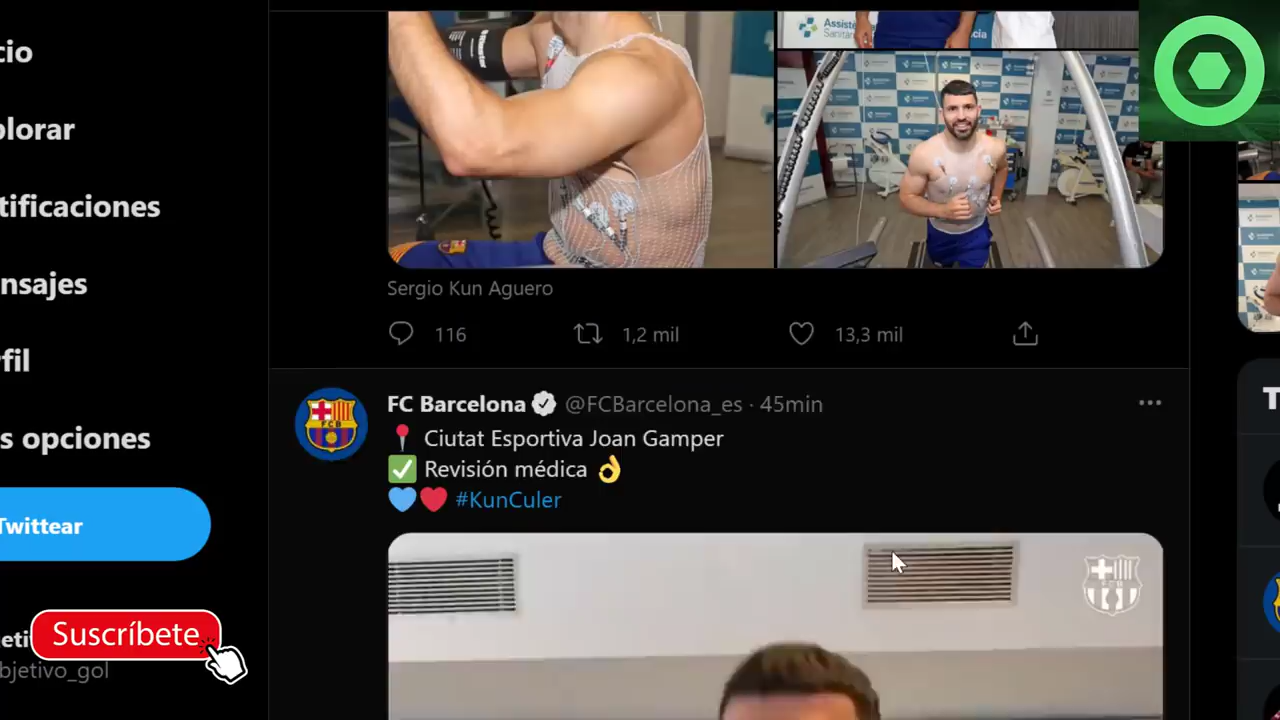 cio
plorar
tificaciones
nsajes
fil
s opciones
Twittear
Suscríbete
bjetivo_gol
Sergio Kun Aguero
116
1,2 mil
13,3 mil
FC Barcelona @FCBarcelona_es · 45min
Ciutat Esportiva Joan Gamper
Revisión médica
#KunCuler